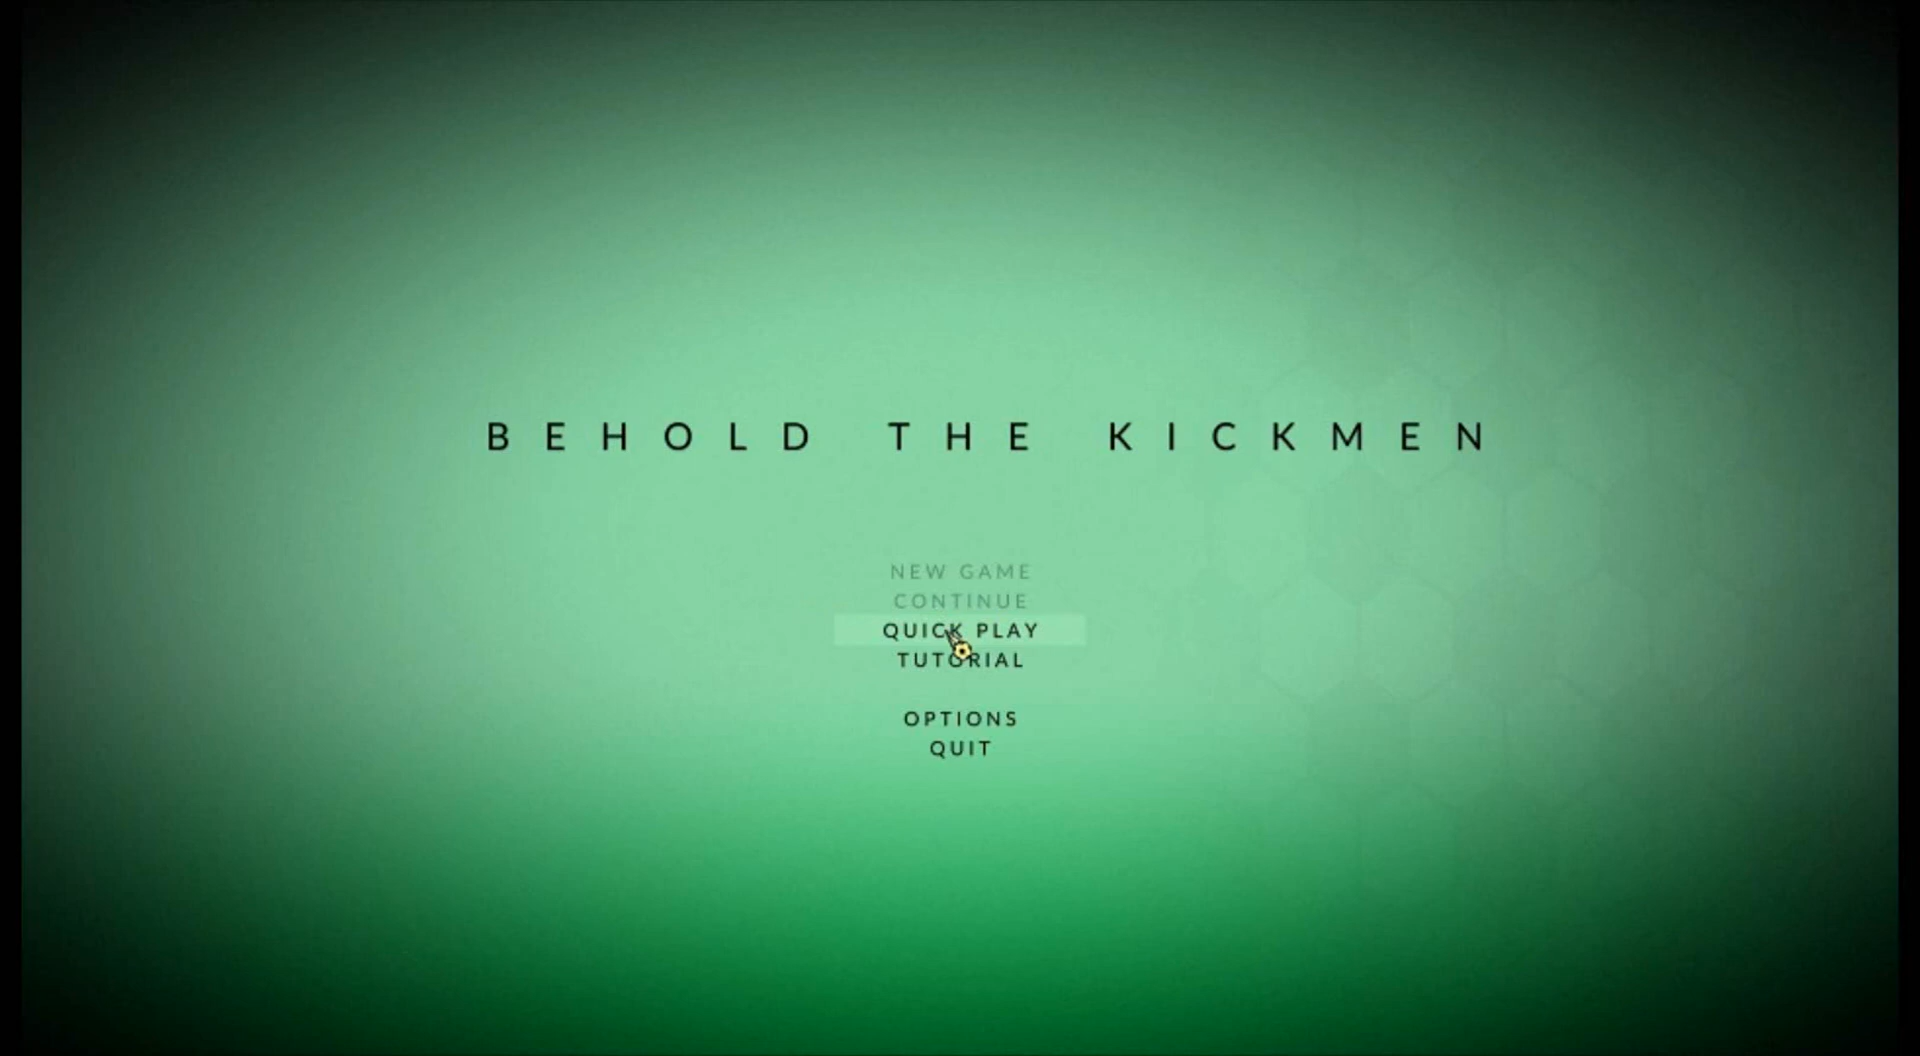 BEHOLD THE KICKMEN
NEW GAME
CONTINUE
QUICK PLAY
TUTORIAL
OPTIONS
QUIT